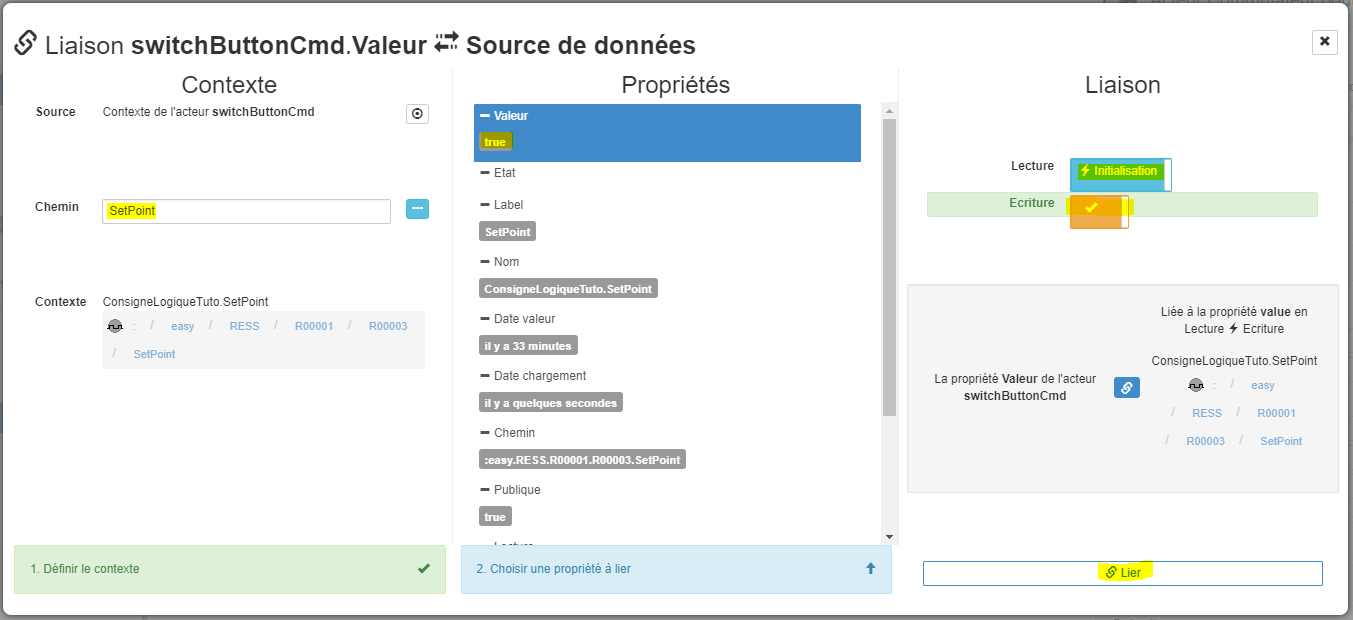 Liaison switchButtonCmd.Valeur Source de données
Contexte
Source Contexte de l'acteur switchButtonCmd
Chemin SetPoint
Contexte ConsigneLogiqueTuto.SetPoint
: / easy / RESS / R00001 / R00003
/ SetPoint
1. Définir le contexte
Propriétés
Valeur
true
Etat
Label
SetPoint
Nom
ConsigneLogiqueTuto.SetPoint
Date valeur
il y a 33 minutes
Date chargement
il y a quelques secondes
Chemin
:easy.RESS.R00001.R00003.SetPoint
Publique
true
2. Choisir une propriété à lier
Liaison
Lecture Initialisation
Ecriture
La propriété Valeur de l'acteur
switchButtonCmd
Liée à la propriété value en
Lecture Ecriture
ConsigneLogiqueTuto.SetPoint
: / easy
/ RESS / R00001
/ R00003 / SetPoint
Lier